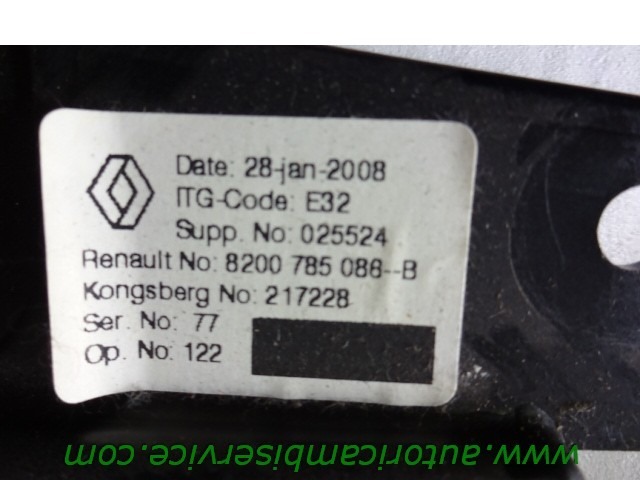 Date: 28-jan-2008
ITG-Code: E32
Supp. No: 025524
Renault No: 8200 785 086--B
Kongsberg No: 217228
Ser. No: 77
Op. No: 122
www.autoricambiservice.com